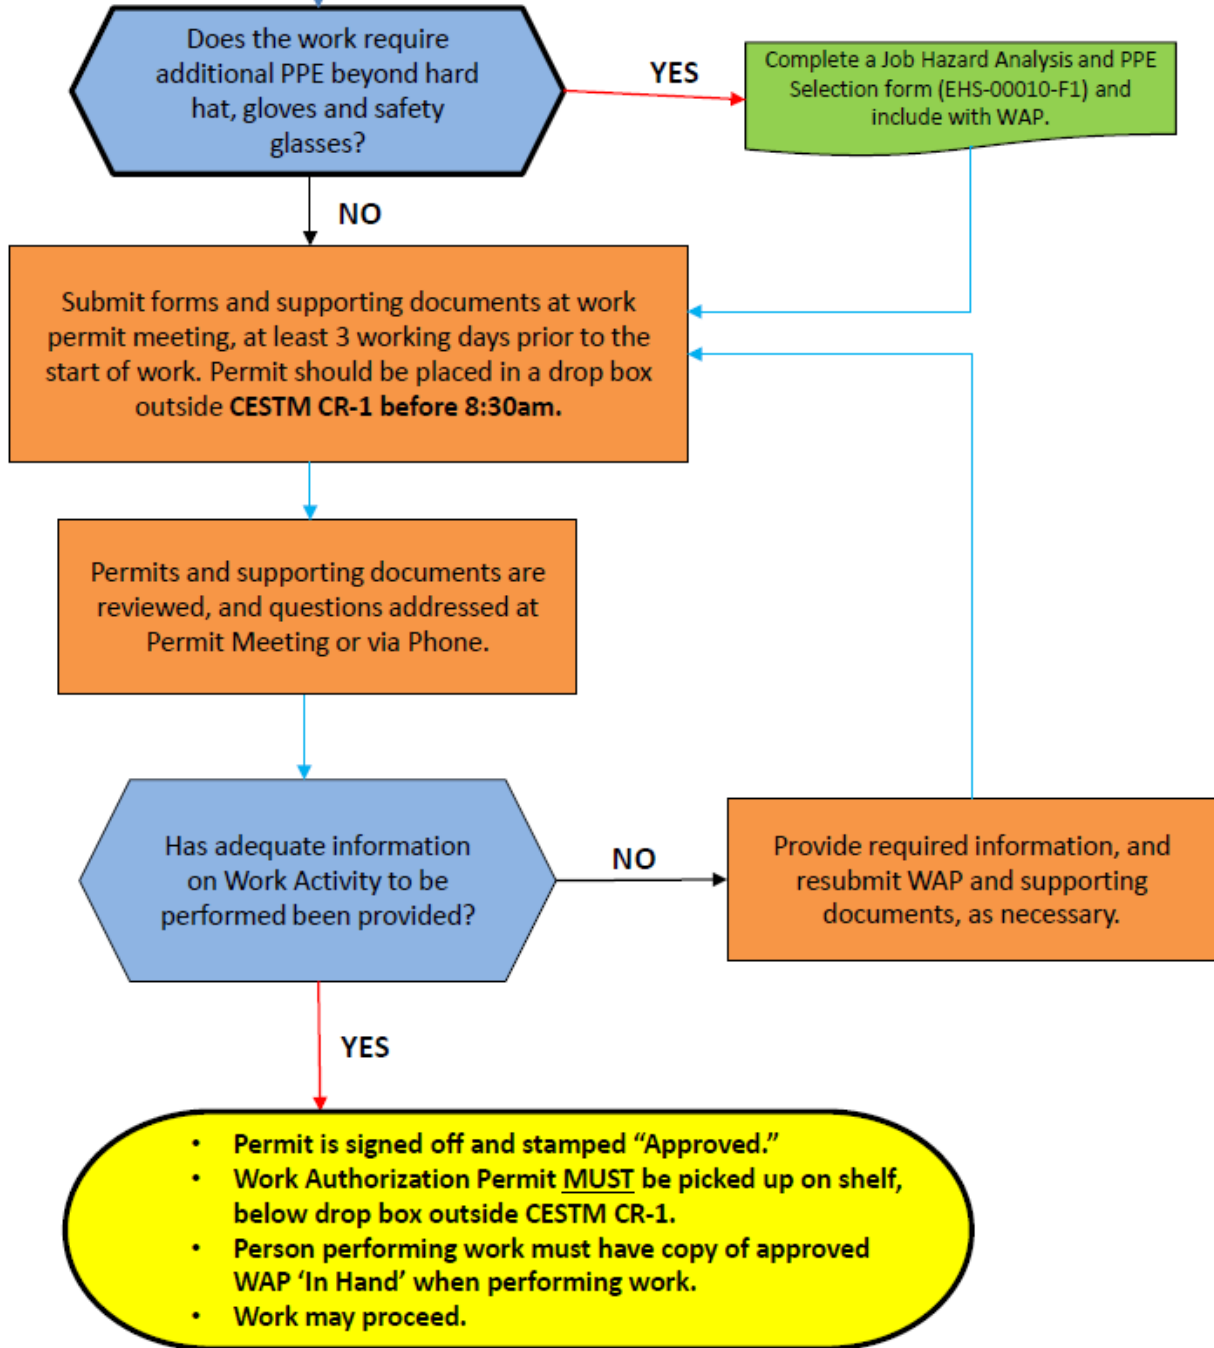 Does the work require
additional PPE beyond hard
hat, gloves and safety
glasses?
YES
Complete a Job Hazard Analysis and PPE
Selection form (EHS-00010-F1) and
include with WAP.
NO
Submit forms and supporting documents at work
permit meeting, at least 3 working days prior to the
start of work. Permit should be placed in a drop box
outside CESTM CR-1 before 8:30am.
Permits and supporting documents are
reviewed, and questions addressed at
Permit Meeting or via Phone.
Has adequate information
on Work Activity to be
performed been provided?
NO
Provide required information, and
resubmit WAP and supporting
documents, as necessary.
YES
• Permit is signed off and stamped “Approved.”
• Work Authorization Permit MUST be picked up on shelf,
below drop box outside CESTM CR-1.
• Person performing work must have copy of approved
WAP ‘In Hand’ when performing work.
• Work may proceed.